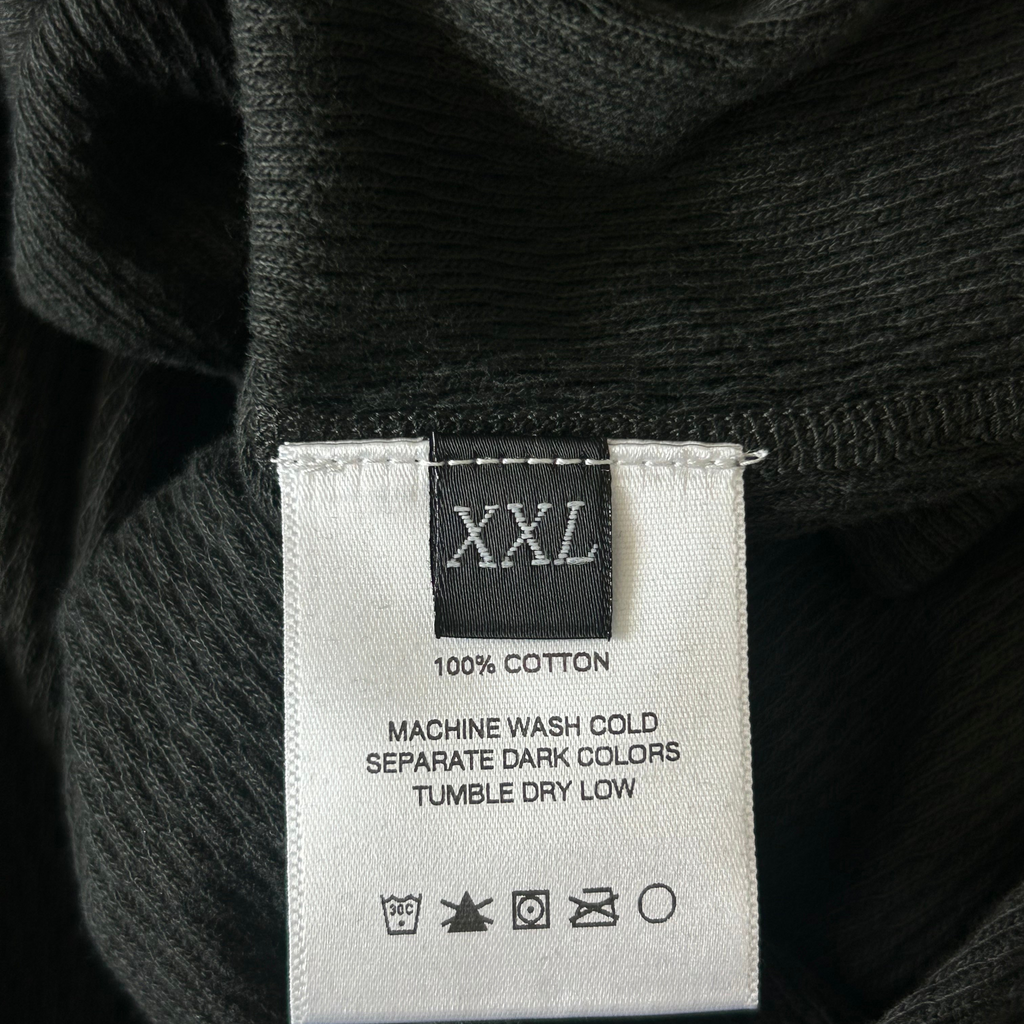 XXL
100% COTTON
MACHINE WASH COLD
SEPARATE DARK COLORS
TUMBLE DRY LOW
30C